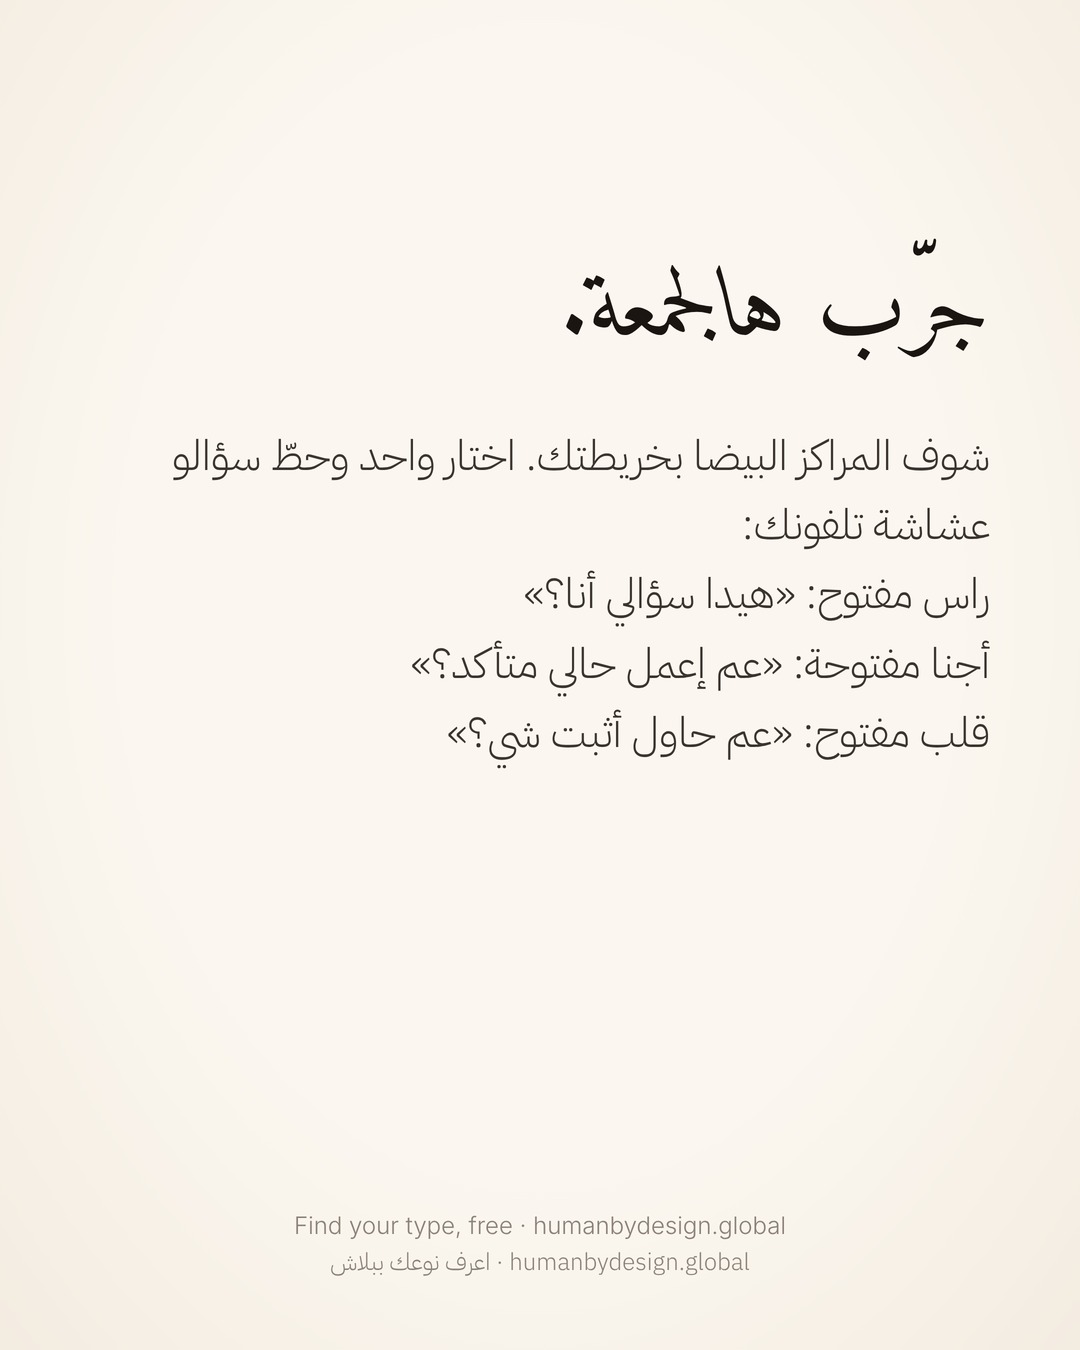 جرّب هالجمعة.
شوف المراكز البيضا بخريطتك. اختار واحد وحطّ سؤالو
عشاشة تلفونك:
راس مفتوح: «هيدا سؤالي أنا؟»
أجنا مفتوحة: «عم إعمل حالي متأكد؟»
قلب مفتوح: «عم حاول أثبت شي؟»
Find your type, free · humanbydesign.global
اعرف نوعك ببلاش · humanbydesign.global